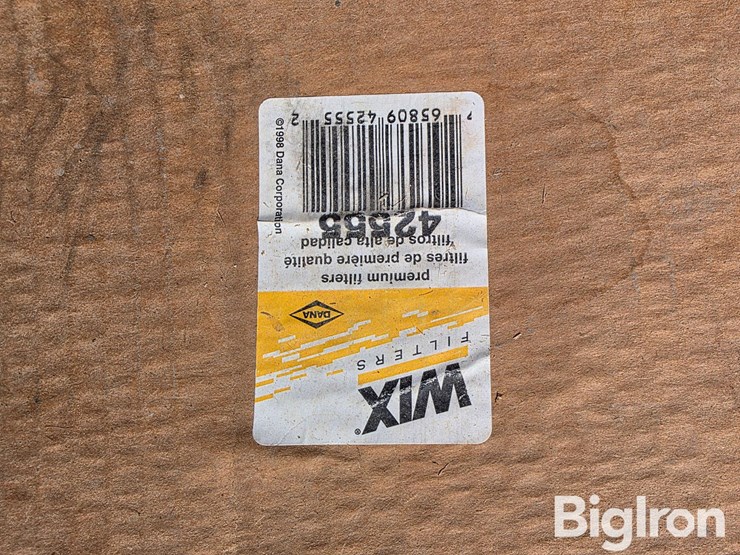 WIX®
FILTERS
DANA
premium filters
filtres de première qualité
filtros de alta calidad
42555
7 65809 42555 2
©1998 Dana Corporation
BigIron